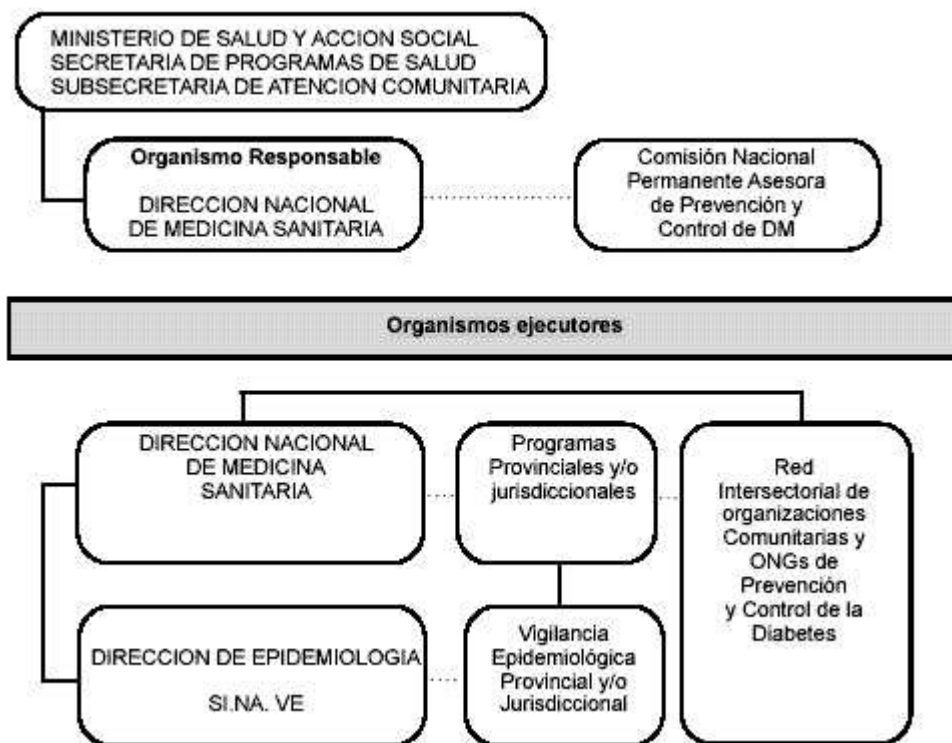 MINISTERIO DE SALUD Y ACCION SOCIAL
SECRETARIA DE PROGRAMAS DE SALUD
SUBSECRETARIA DE ATENCION COMUNITARIA
Organismo Responsable
DIRECCION NACIONAL
DE MEDICINA SANITARIA
Comisión Nacional
Permanente Asesora
de Prevención y
Control de DM
Organismos ejecutores
DIRECCION NACIONAL
DE MEDICINA
SANITARIA
Programas
Provinciales y/o
jurisdiccionales
Red
Intersectorial de
organizaciones
Comunitarias y
ONGs de
Prevención
y Control de la
Diabetes
DIRECCION DE EPIDEMIOLOGIA
SI.NA. VE
Vigilancia
Epidemiológica
Provincial y/o
Jurisdiccional